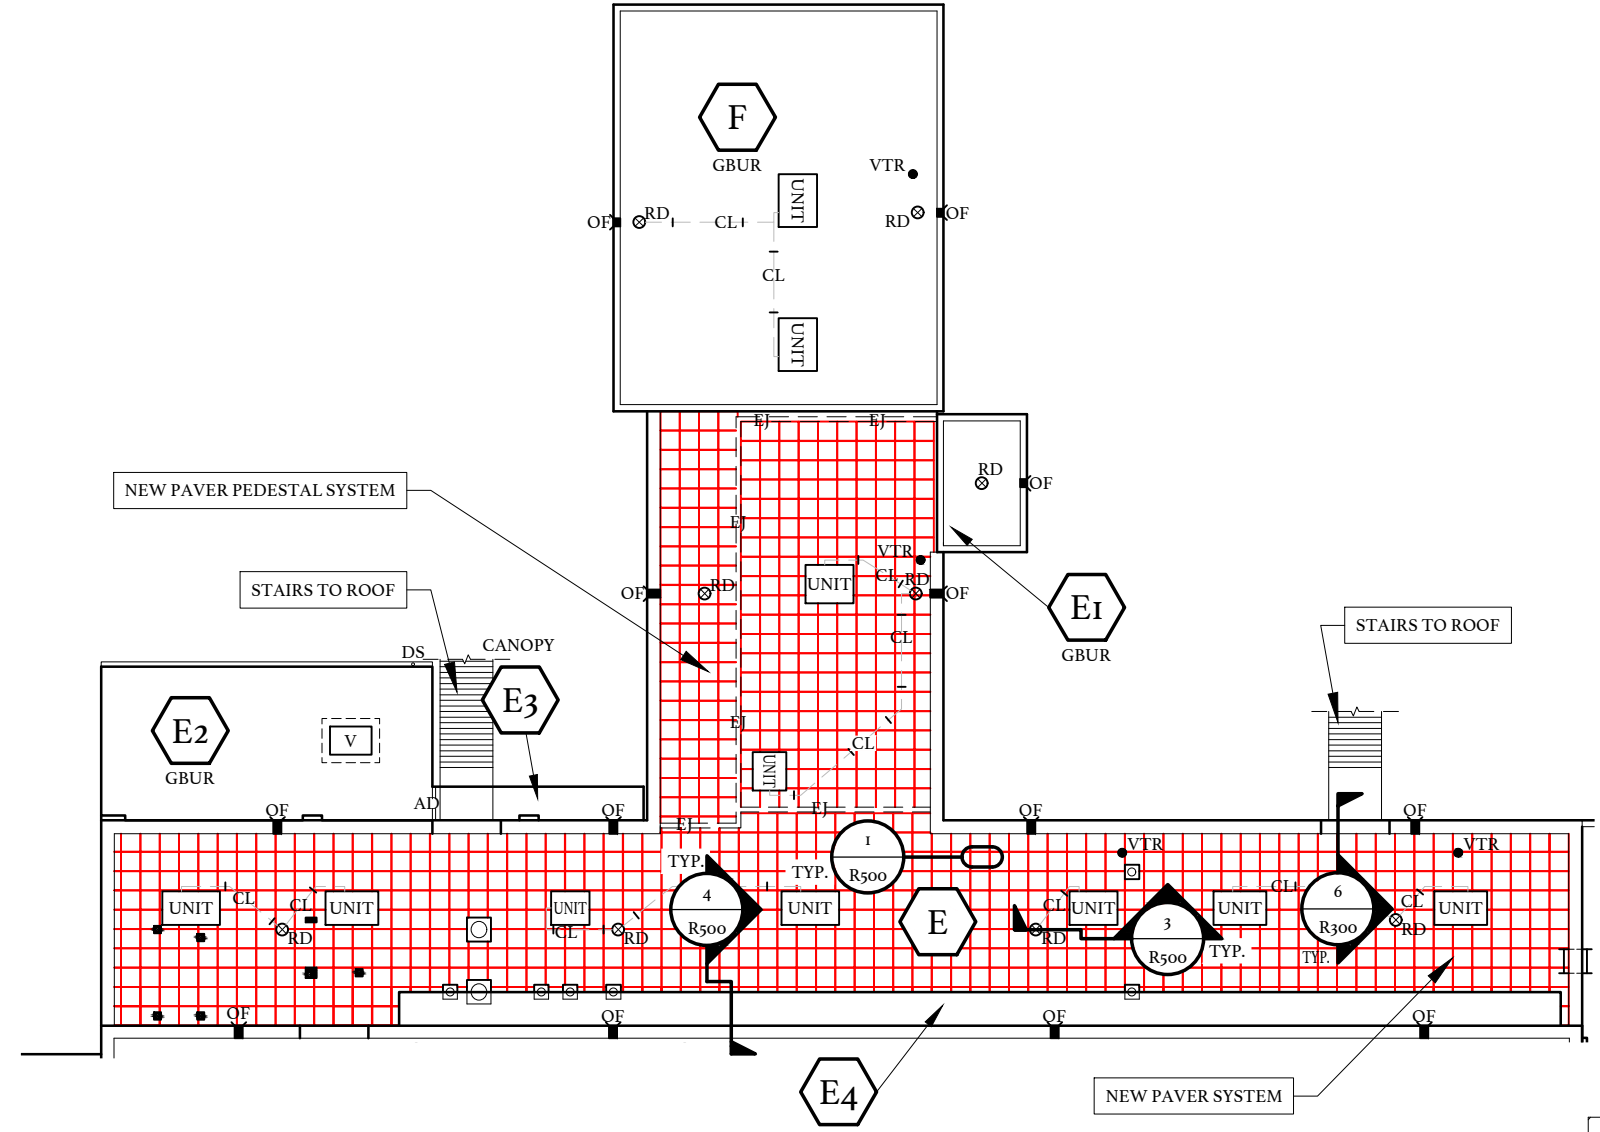 F
GBUR
VTR
UNIT
OF
RD
CL
RD
OF
CL
UNIT
EJ
EJ
RD
OF
NEW PAVER PEDESTAL SYSTEM
EJ
VTR
STAIRS TO ROOF
OF
RD
UNIT
CL
RD
OF
E1
GBUR
CL
STAIRS TO ROOF
DS
CANOPY
E3
E2
GBUR
V
EJ
CL
UNIT
AD
OF
OF
EJ
EJ
OF
OF
TYP.
1
R500
TYP.
VTR
VTR
UNIT
CL
CL
UNIT
UNIT
CL
RD
RD
4
R500
UNIT
E
CL
UNIT
RD
3
R500
TYP.
UNIT
CL
6
R300
TYP.
CL
RD
UNIT
OF
OF
OF
OF
E4
NEW PAVER SYSTEM